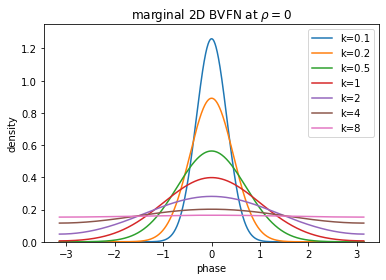 marginal 2D BVFN at ρ = 0
density
1.2
1.0
0.8
0.6
0.4
0.2
0.0
k=0.1
k=0.2
k=0.5
k=1
k=2
k=4
k=8
−3 −2 −1 0 1 2 3
phase